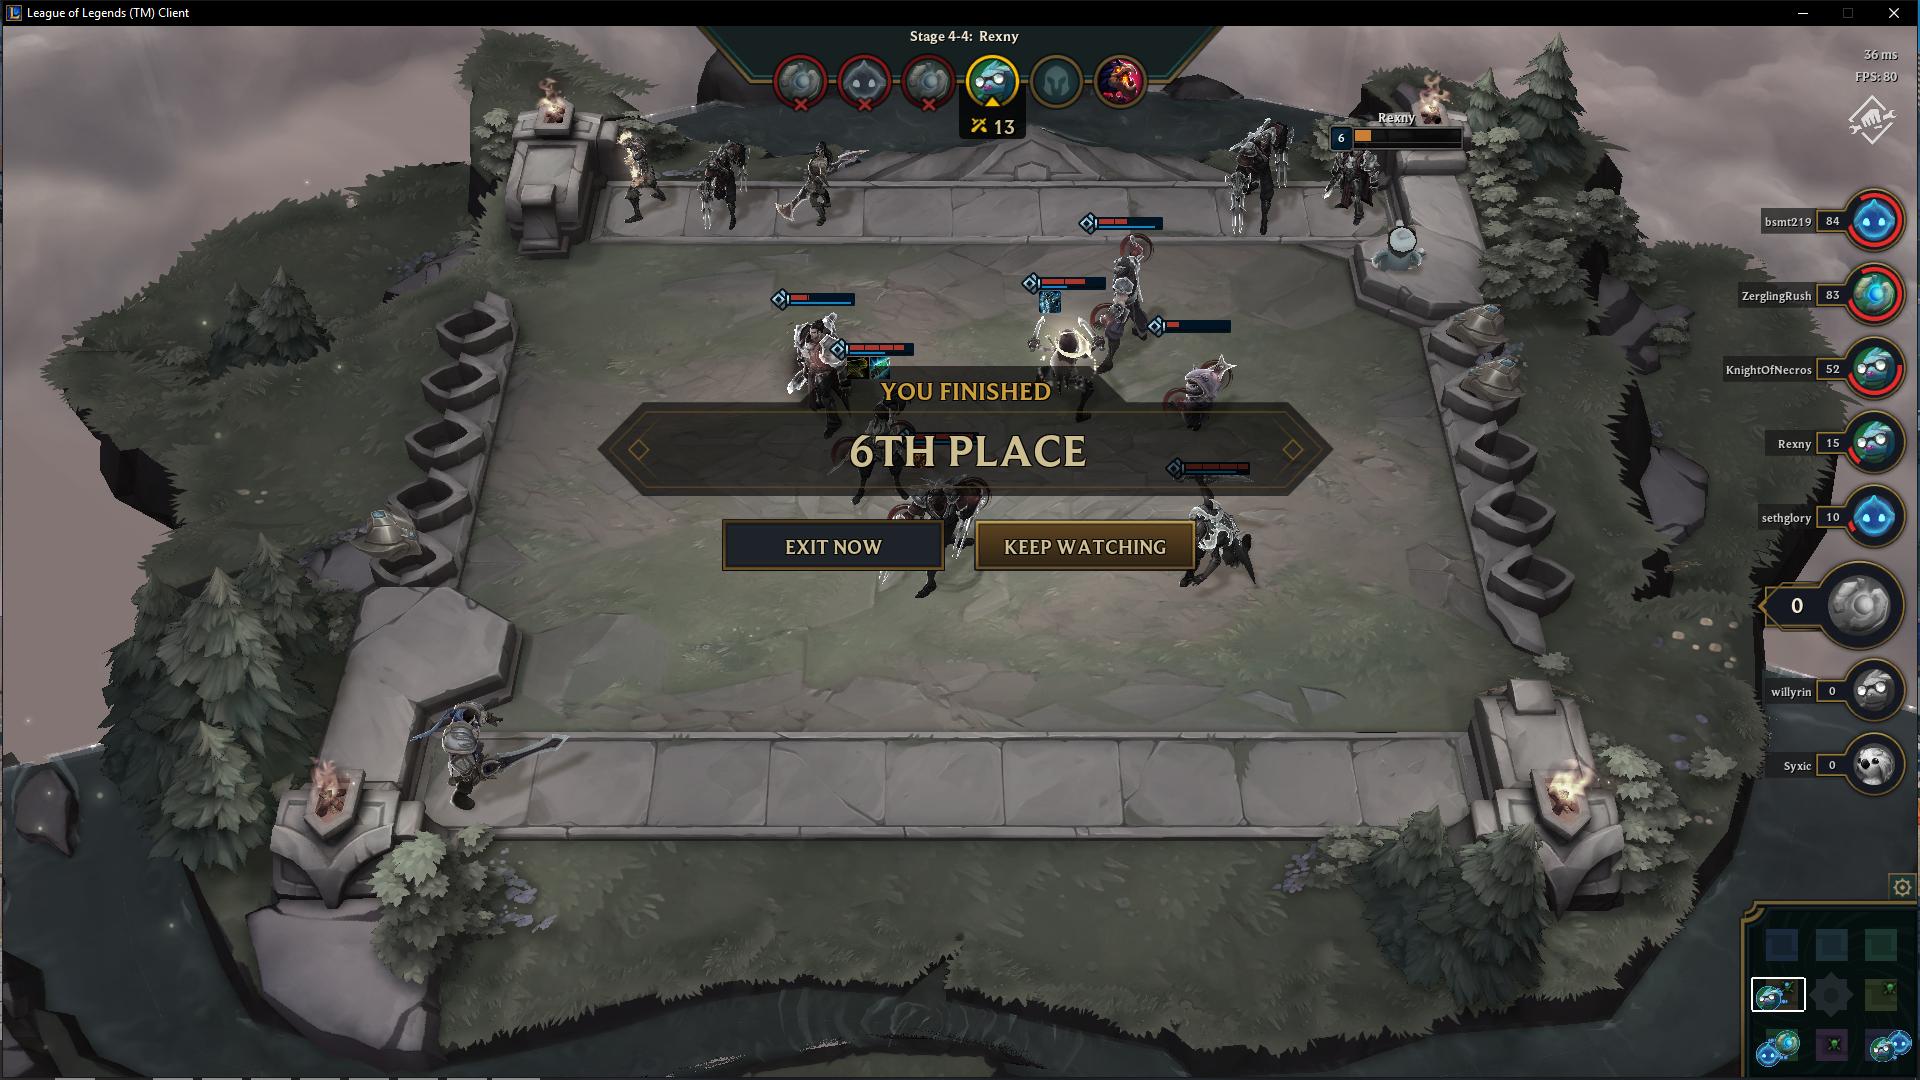 League of Legends (TM) Client
Stage 4-4: Rexny
13
36 ms
FPS: 80
Rexny
6
bsmt219 84
ZerglingRush 83
KnightOfNecros 52
YOU FINISHED
6TH PLACE
Rexny 15
sethglory 10
EXIT NOW
KEEP WATCHING
0
willyrin 0
Syxic 0